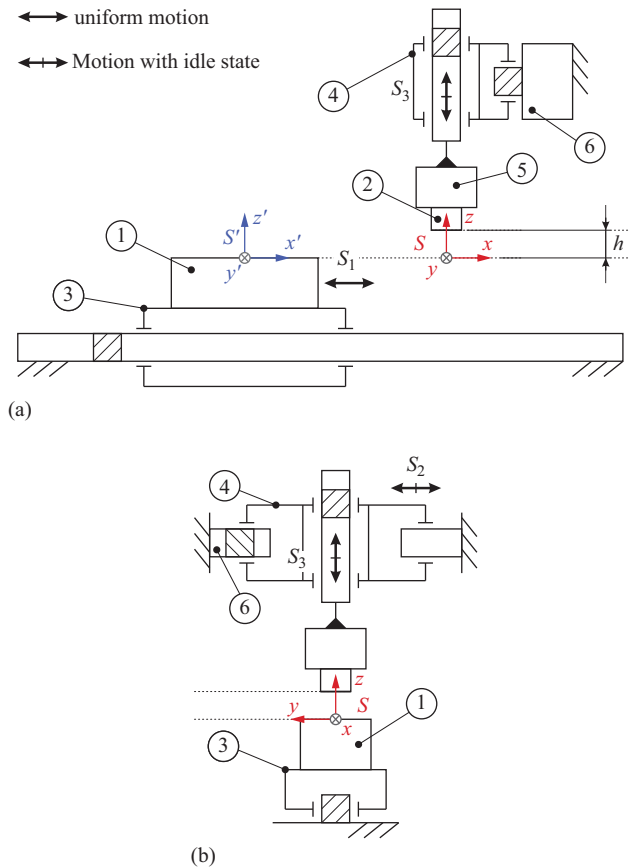 uniform motion
Motion with idle state
4
S3
6
5
2
z
z′
S′
1
S
x
h
x′
y′
S1
y
3
(a)
S2
4
S3
6
z
y
S
1
x
3
(b)